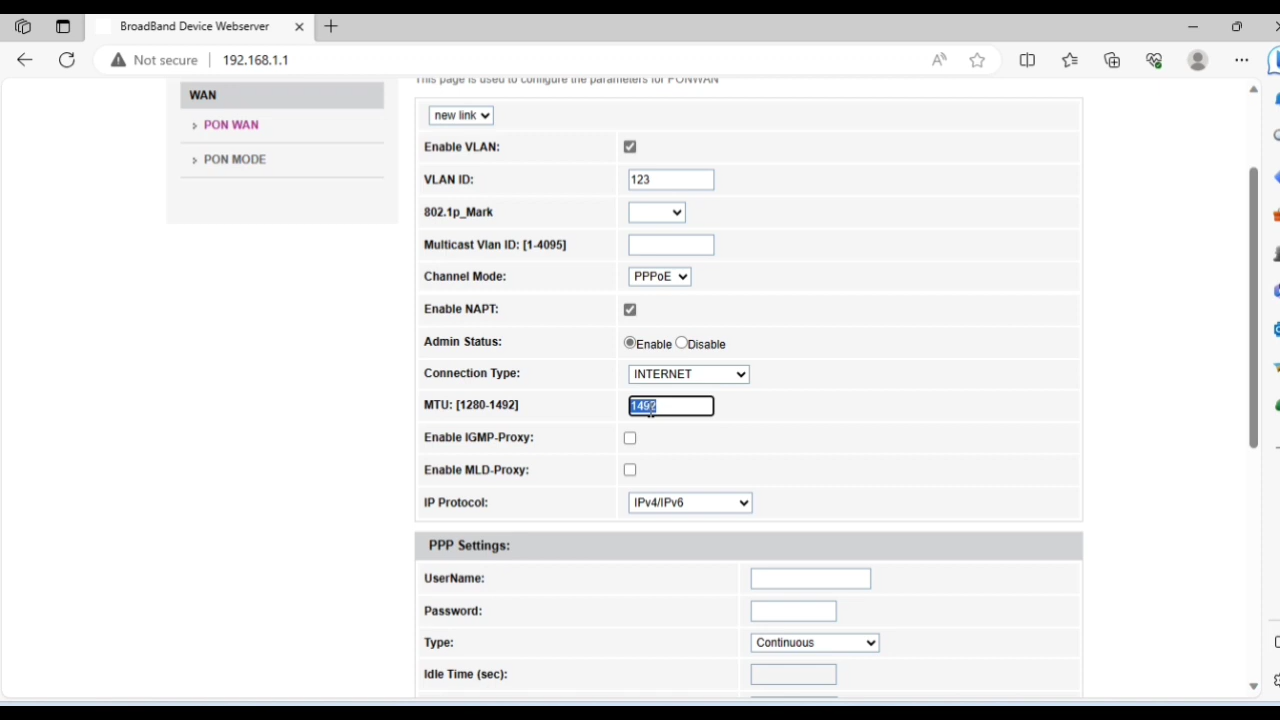 BroadBand Device Webserver
Not secure 192.168.1.1
This page is used to configure the parameters for PONWAN
WAN
PON WAN
PON MODE
new link
Enable VLAN:
VLAN ID: 123
802.1p_Mark
Multicast Vlan ID: [1-4095]
Channel Mode: PPPoE
Enable NAPT:
Admin Status: Enable Disable
Connection Type: INTERNET
MTU: [1280-1492] 1492
Enable IGMP-Proxy:
Enable MLD-Proxy:
IP Protocol: IPv4/IPv6
PPP Settings:
UserName:
Password:
Type: Continuous
Idle Time (sec):